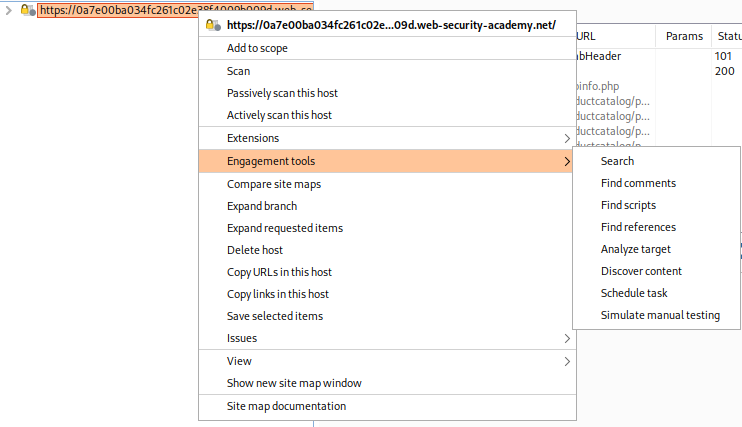 https://0a7e00ba034fc261c02e38f4090b009d.web-se
https://0a7e00ba034fc261c02e...09d.web-security-academy.net/
Add to scope
Scan
Passively scan this host
Actively scan this host
Extensions
Engagement tools
Compare site maps
Expand branch
Expand requested items
Delete host
Copy URLs in this host
Copy links in this host
Save selected items
Issues
View
Show new site map window
Site map documentation
Search
Find comments
Find scripts
Find references
Analyze target
Discover content
Schedule task
Simulate manual testing
URL Params Statu
abHeader 101
200
oinfo.php
ductcatalog/p...
ductcatalog/p...
ductcatalog/p...
ductcatalog/p...